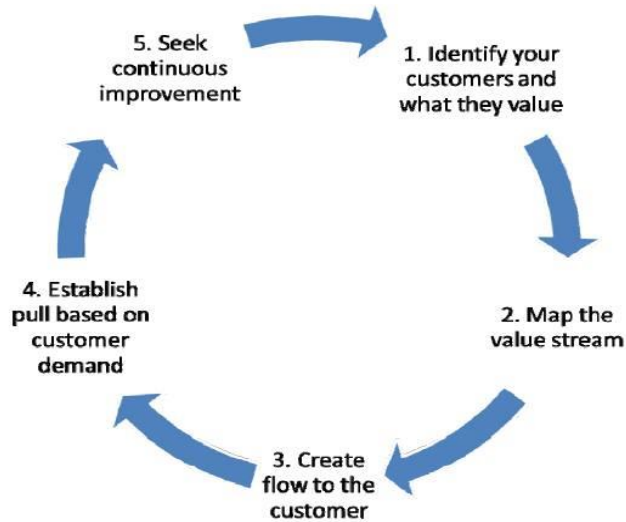 1. Identify your
customers and
what they value
2. Map the
value stream
3. Create
flow to the
customer
4. Establish
pull based on
customer
demand
5. Seek
continuous
improvement